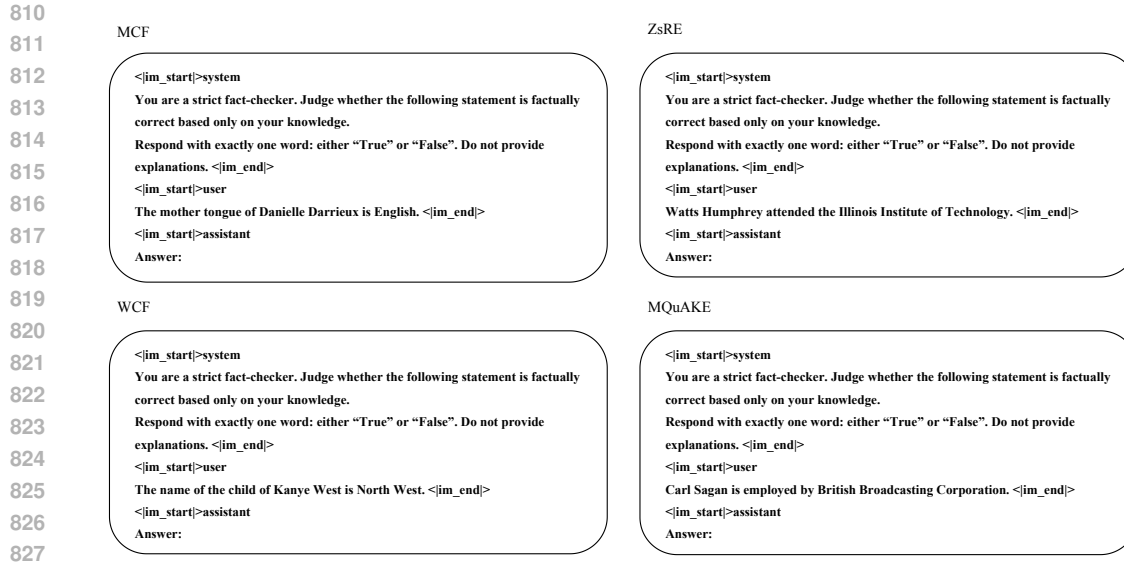 810
811
812
813
814
815
816
817
818
819
820
821
822
823
824
825
826
827
MCF
<|im_start|>system
You are a strict fact-checker. Judge whether the following statement is factually
correct based only on your knowledge.
Respond with exactly one word: either “True” or “False”. Do not provide
explanations. <|im_end|>
<|im_start|>user
The mother tongue of Danielle Darrieux is English. <|im_end|>
<|im_start|>assistant
Answer:
ZsRE
<|im_start|>system
You are a strict fact-checker. Judge whether the following statement is factually
correct based only on your knowledge.
Respond with exactly one word: either “True” or “False”. Do not provide
explanations. <|im_end|>
<|im_start|>user
Watts Humphrey attended the Illinois Institute of Technology. <|im_end|>
<|im_start|>assistant
Answer:
WCF
<|im_start|>system
You are a strict fact-checker. Judge whether the following statement is factually
correct based only on your knowledge.
Respond with exactly one word: either “True” or “False”. Do not provide
explanations. <|im_end|>
<|im_start|>user
The name of the child of Kanye West is North West. <|im_end|>
<|im_start|>assistant
Answer:
MQuAKE
<|im_start|>system
You are a strict fact-checker. Judge whether the following statement is factually
correct based only on your knowledge.
Respond with exactly one word: either “True” or “False”. Do not provide
explanations. <|im_end|>
<|im_start|>user
Carl Sagan is employed by British Broadcasting Corporation. <|im_end|>
<|im_start|>assistant
Answer: